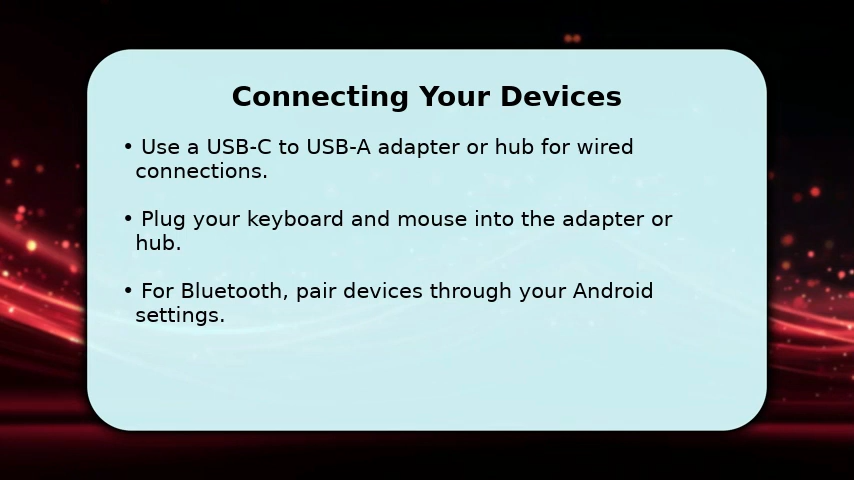 Connecting Your Devices
• Use a USB-C to USB-A adapter or hub for wired
connections.
• Plug your keyboard and mouse into the adapter or
hub.
• For Bluetooth, pair devices through your Android
settings.